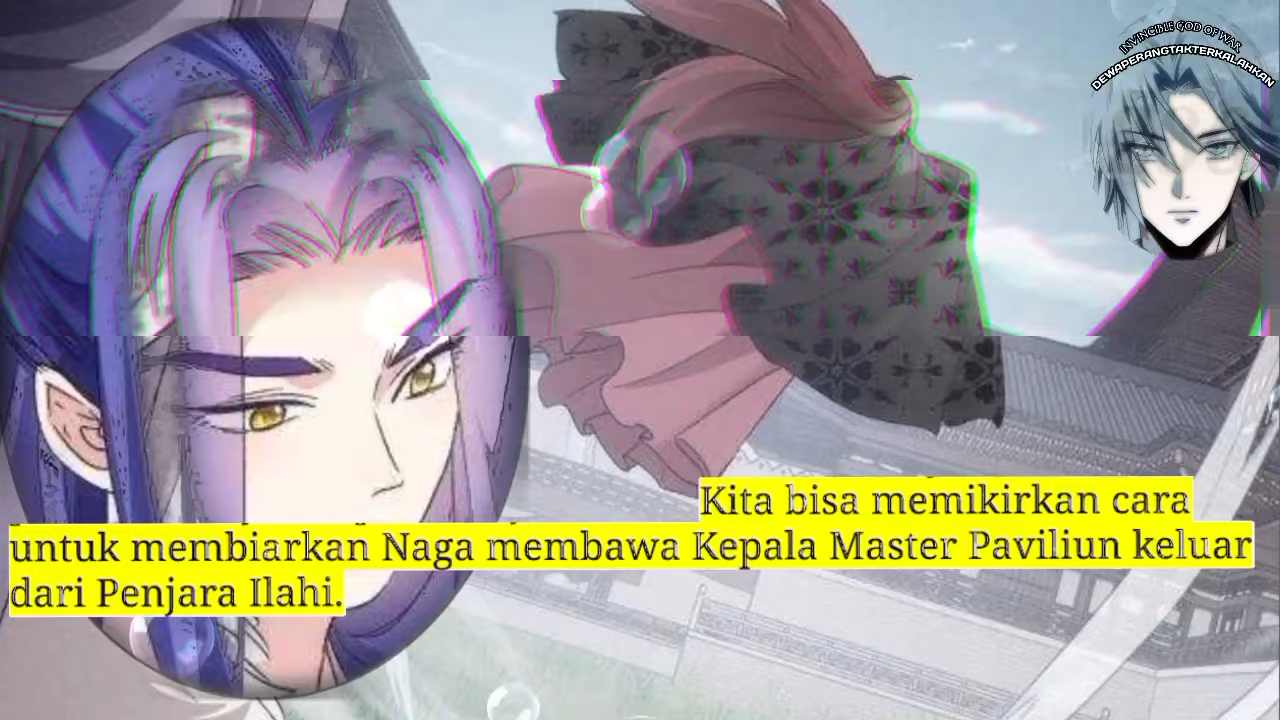 INVINCIBLE GOD OF WAR
DEWAPERANGTAKTERKALAHKAN
Kita bisa memikirkan cara
untuk membiarkan Naga membawa Kepala Master Paviliun keluar
dari Penjara Ilahi.